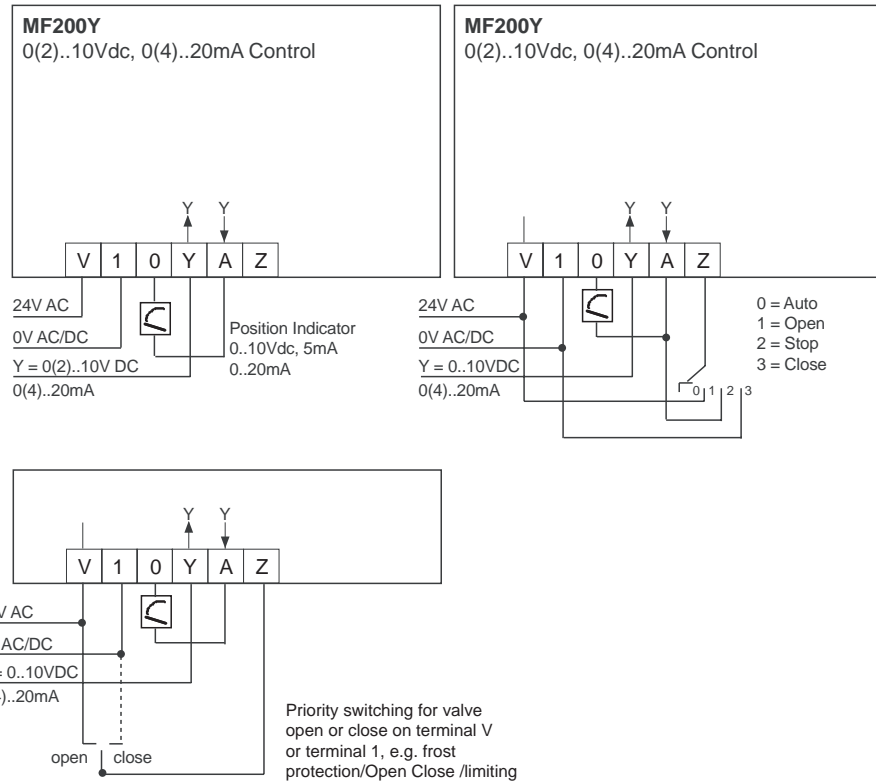 MF200Y
0(2)..10Vdc, 0(4)..20mA Control
Y Y
V 1 0 Y A Z
24V AC
0V AC/DC
Y = 0(2)..10V DC
0(4)..20mA
Position Indicator
0..10Vdc, 5mA
0..20mA
MF200Y
0(2)..10Vdc, 0(4)..20mA Control
Y Y
V 1 0 Y A Z
24V AC
0V AC/DC
Y = 0..10VDC
0(4)..20mA
0 = Auto
1 = Open
2 = Stop
3 = Close
0 1 2 3
Y Y
V 1 0 Y A Z
V AC
AC/DC
= 0..10VDC
)..20mA
open close
Priority switching for valve
open or close on terminal V
or terminal 1, e.g. frost
protection/Open Close /limiting